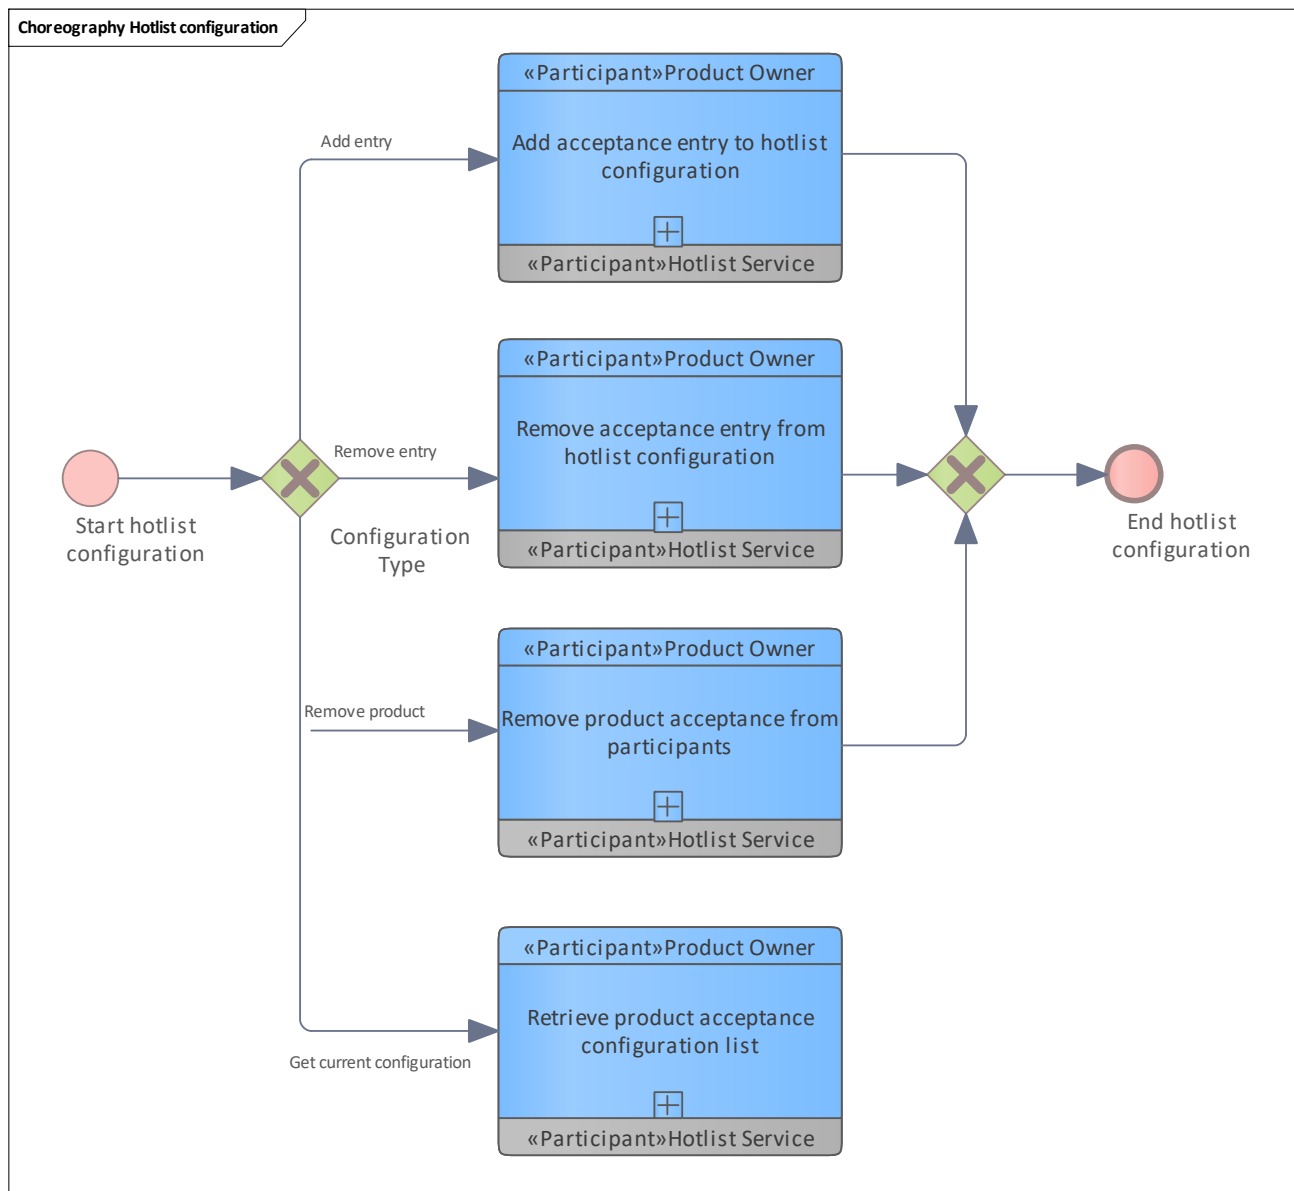 Choreography Hotlist configuration
«Participant»Product Owner
Add entry
Add acceptance entry to hotlist
configuration
«Participant»Hotlist Service
«Participant»Product Owner
Remove entry
Remove acceptance entry from
hotlist configuration
Start hotlist
configuration
Configuration
Type
«Participant»Hotlist Service
End hotlist
configuration
«Participant»Product Owner
Remove product
Remove product acceptance from
participants
«Participant»Hotlist Service
«Participant»Product Owner
Retrieve product acceptance
configuration list
Get current configuration
«Participant»Hotlist Service